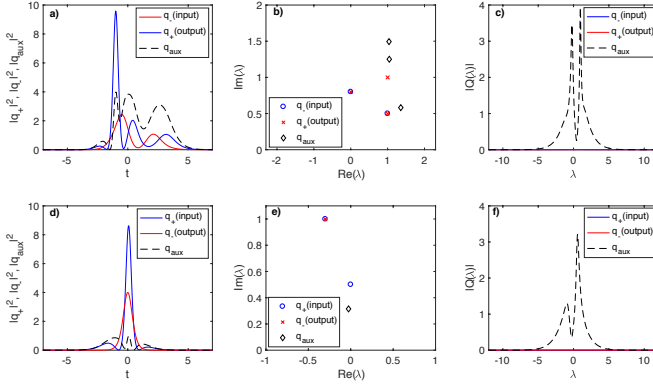 a)
|q₊|², |q₋|², |q_aux|²
10
8
6
4
2
0
-5 0 5
t
q₋(input)
q₊(output)
q_aux
b)
Im(λ)
2
1.5
1
0.5
0
-2 -1 0 1 2
Re(λ)
q₋(input)
q₊(output)
q_aux
c)
|Q(λ)|
4
3
2
1
0
-10 -5 0 5 10
λ
q₋(input)
q₊(output)
q_aux
d)
|q₊|², |q₋|², |q_aux|²
10
8
6
4
2
0
-5 0 5
t
q₊(input)
q₋(output)
q_aux
e)
Im(λ)
1
0.8
0.6
0.4
0.2
0
-1 -0.5 0 0.5 1
Re(λ)
q₊(input)
q₋(output)
q_aux
f)
|Q(λ)|
4
3
2
1
0
-10 -5 0 5 10
λ
q₊(input)
q₋(output)
q_aux